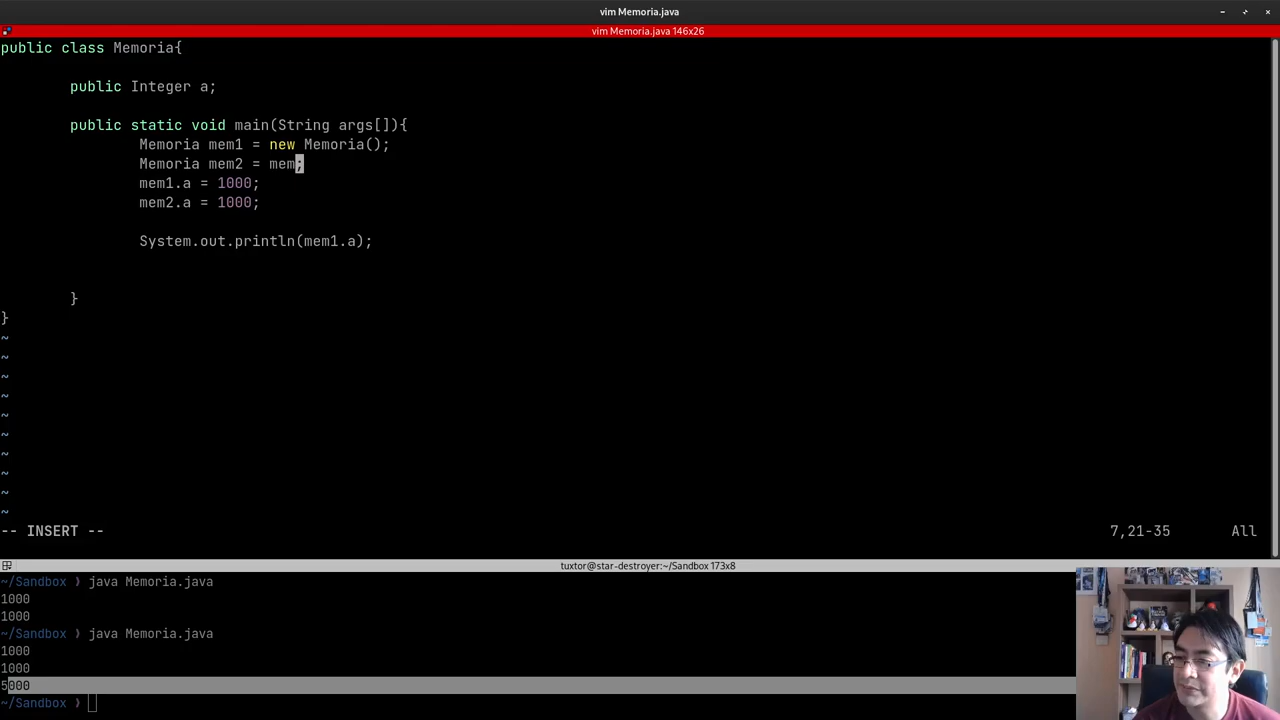 vim Memoria.java
vim Memoria.java 146x26
public class Memoria{
public Integer a;
public static void main(String args[]){
Memoria mem1 = new Memoria();
Memoria mem2 = mem;
mem1.a = 1000;
mem2.a = 1000;
System.out.println(mem1.a);
}
}
~
~
~
~
~
~
~
~
~
~
-- INSERT -- 7,21-35 All
tuxtor@star-destroyer:~/Sandbox 173x8
~/Sandbox ❯ java Memoria.java
1000
1000
~/Sandbox ❯ java Memoria.java
1000
1000
5000
~/Sandbox ❯